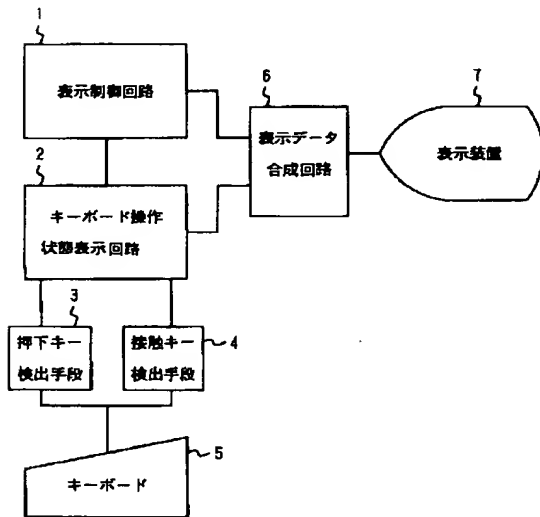 1
表示制御回路
2
キーボード操作
状態表示回路
3
押下キー
検出手段
接触キー
検出手段
4
5
キーボード
6
表示データ
合成回路
7
表示装置